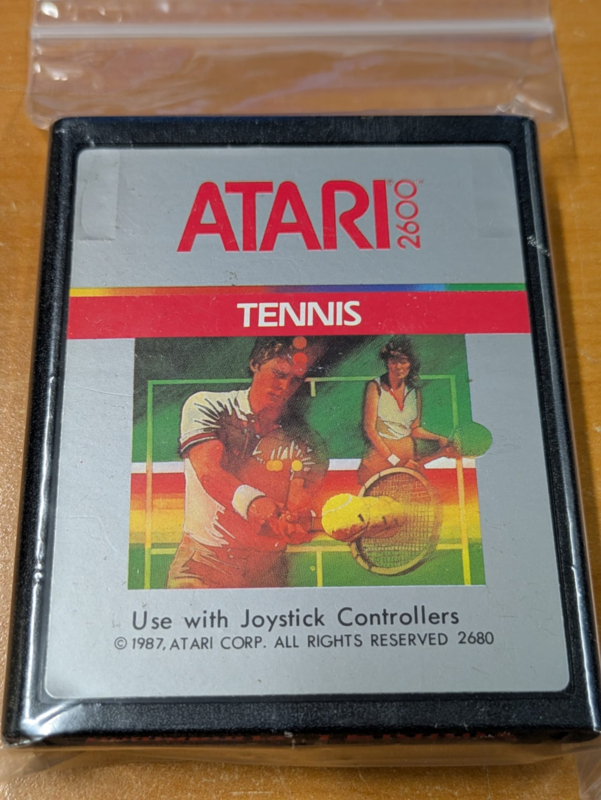 ATARI 2600
TENNIS
Use with Joystick Controllers
© 1987, ATARI CORP. ALL RIGHTS RESERVED 2680